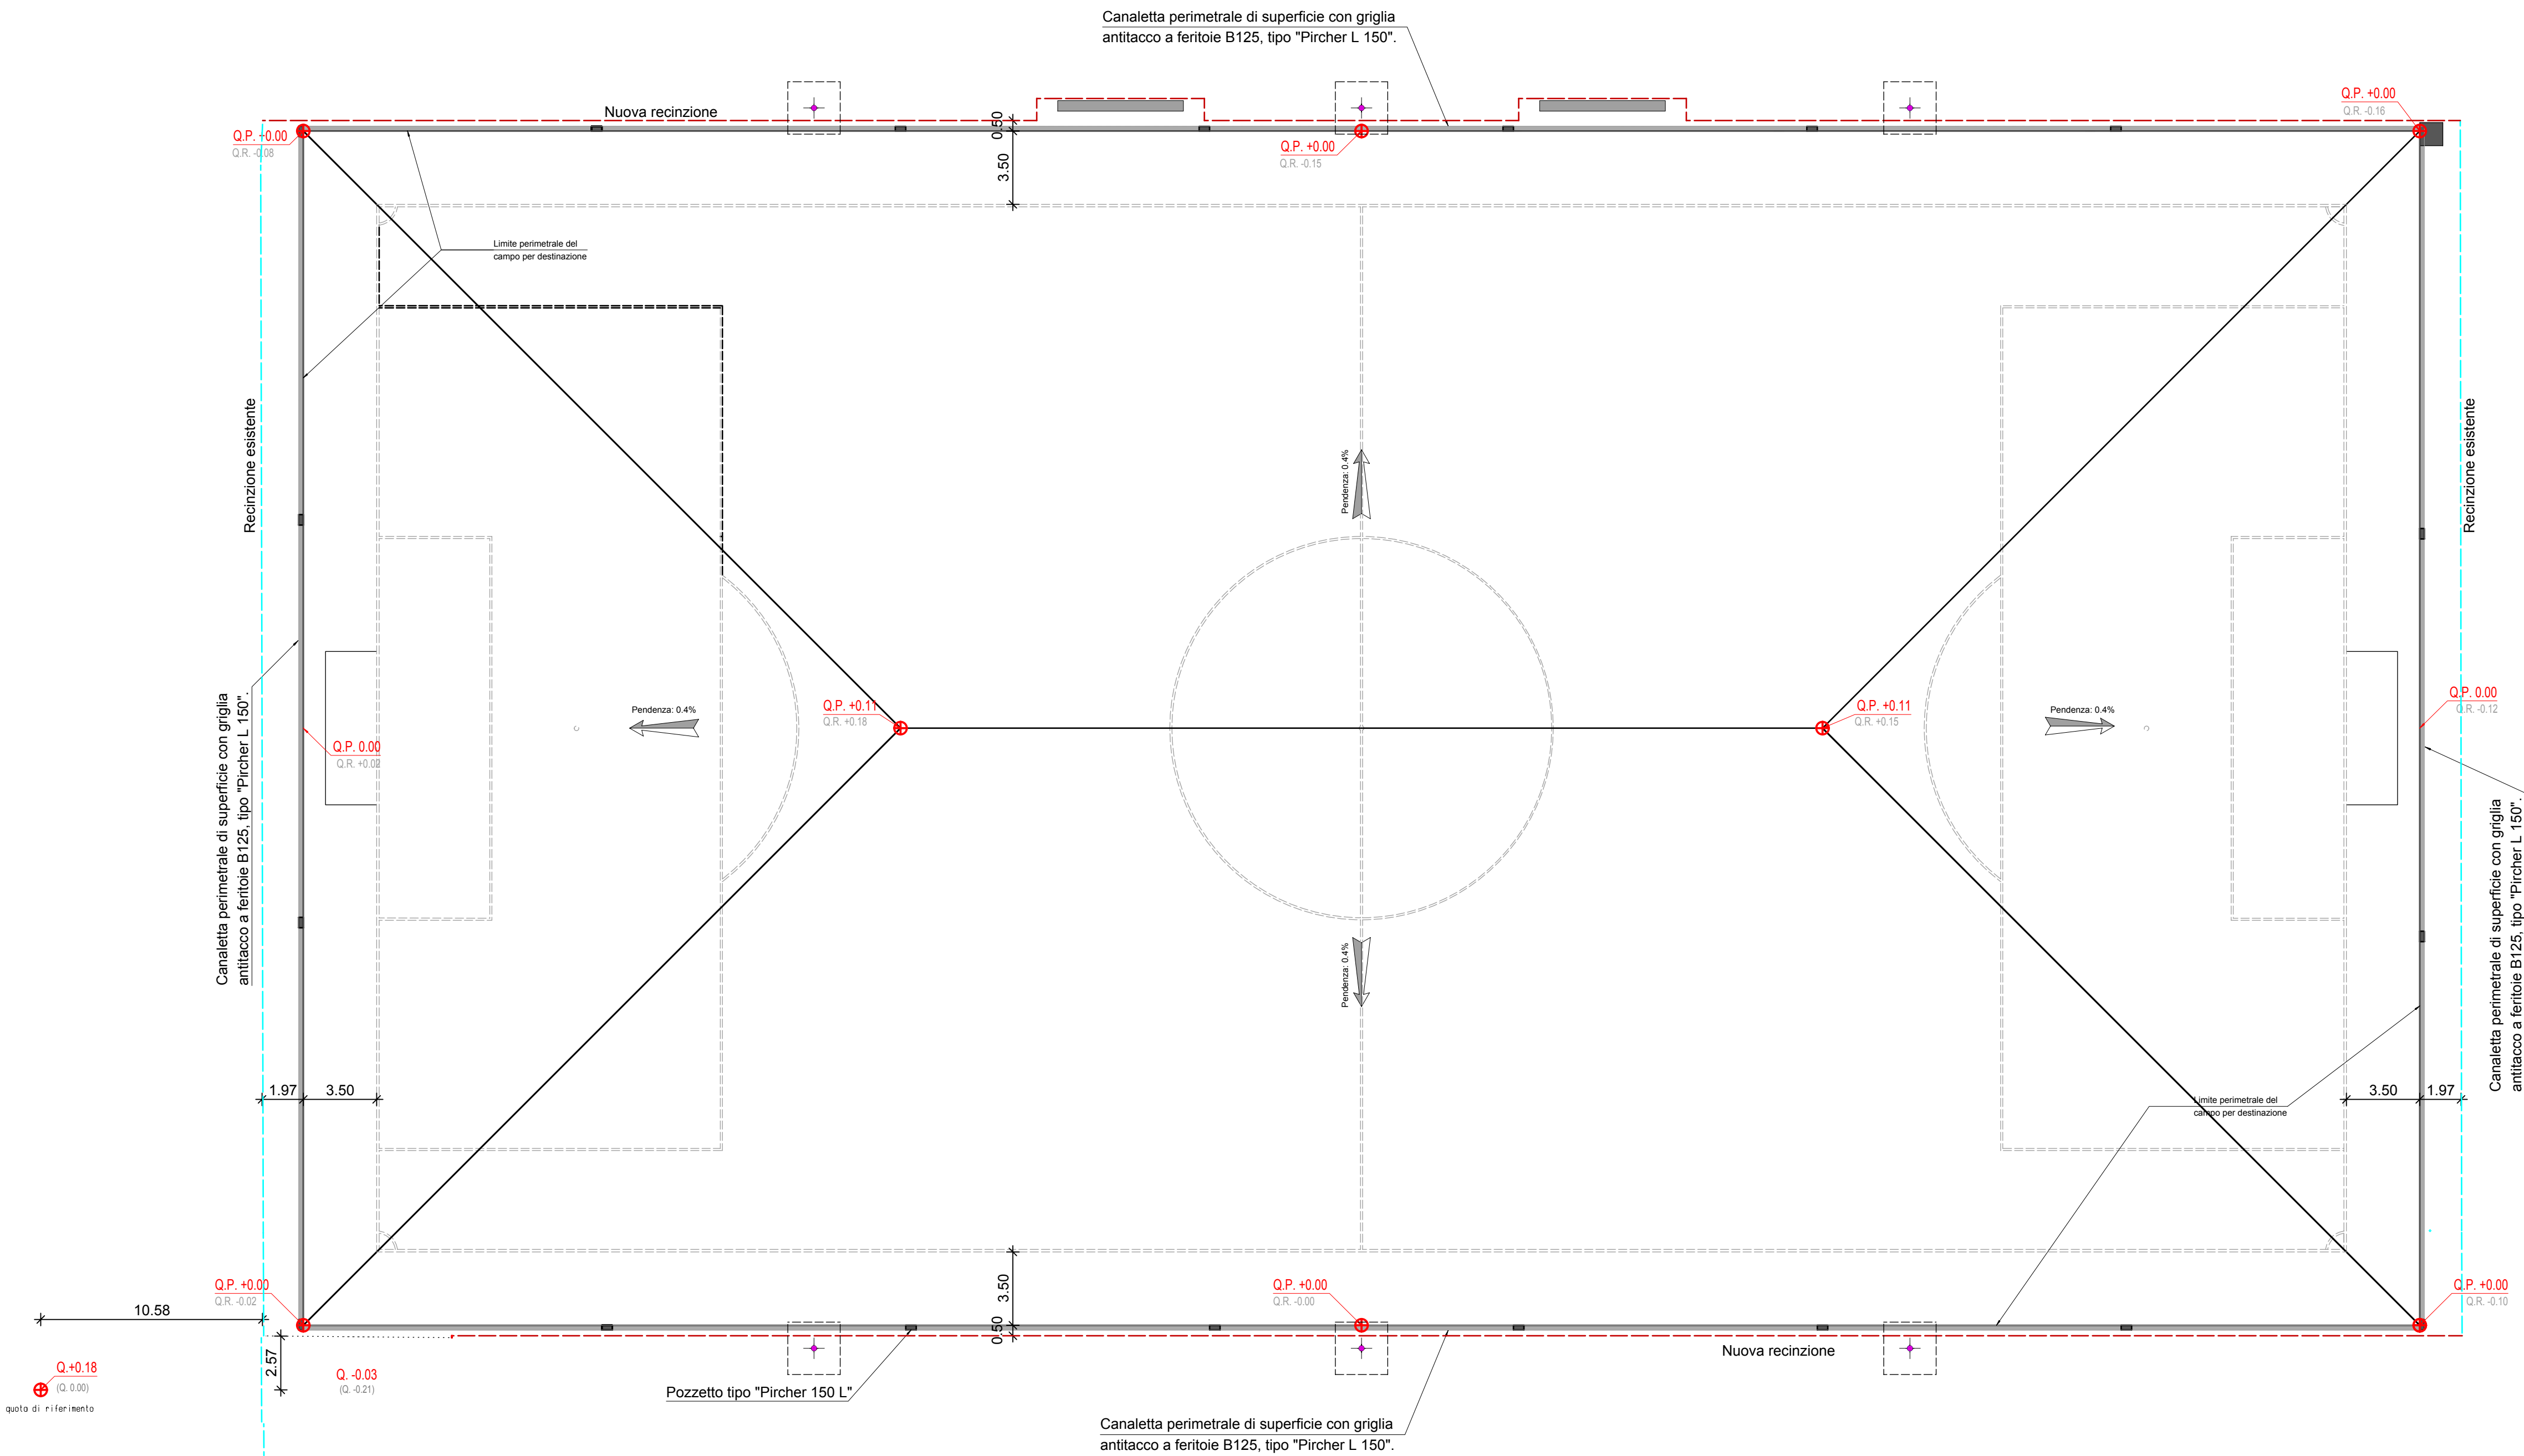 Canaletta perimetrale di superficie con griglia
antitacco a feritoie B125, tipo "Pircher L 150".
Nuova recinzione
Q.P. +0.00
Q.R. -0.08
0.50
3.50
Q.P. +0.00
Q.R. -0.15
Q.P. +0.00
Q.R. -0.16
Limite perimetrale del
campo per destinazione
Recinzione esistente
Recinzione esistente
Pendenza: 0.4%
Canaletta perimetrale di superficie con griglia
antitacco a feritoie B125, tipo "Pircher L 150".
Pendenza: 0.4%
Q.P. 0.00
Q.R. +0.02
Q.P. +0.11
Q.R. +0.18
Q.P. +0.11
Q.R. +0.15
Pendenza: 0.4%
Q.P. 0.00
Q.R. -0.12
Canaletta perimetrale di superficie con griglia
antitacco a feritoie B125, tipo "Pircher L 150".
Pendenza: 0.4%
1.97
3.50
3.50
1.97
Limite perimetrale del
campo per destinazione
Q.P. +0.00
Q.R. -0.02
10.58
2.57
3.50
0.50
Q.P. +0.00
Q.R. -0.00
Q.P. +0.00
Q.R. -0.10
Q.+0.18
(Q. 0.00)
quota di riferimento
Q. -0.03
(Q. -0.21)
Pozzetto tipo "Pircher 150 L"
Nuova recinzione
Canaletta perimetrale di superficie con griglia
antitacco a feritoie B125, tipo "Pircher L 150".